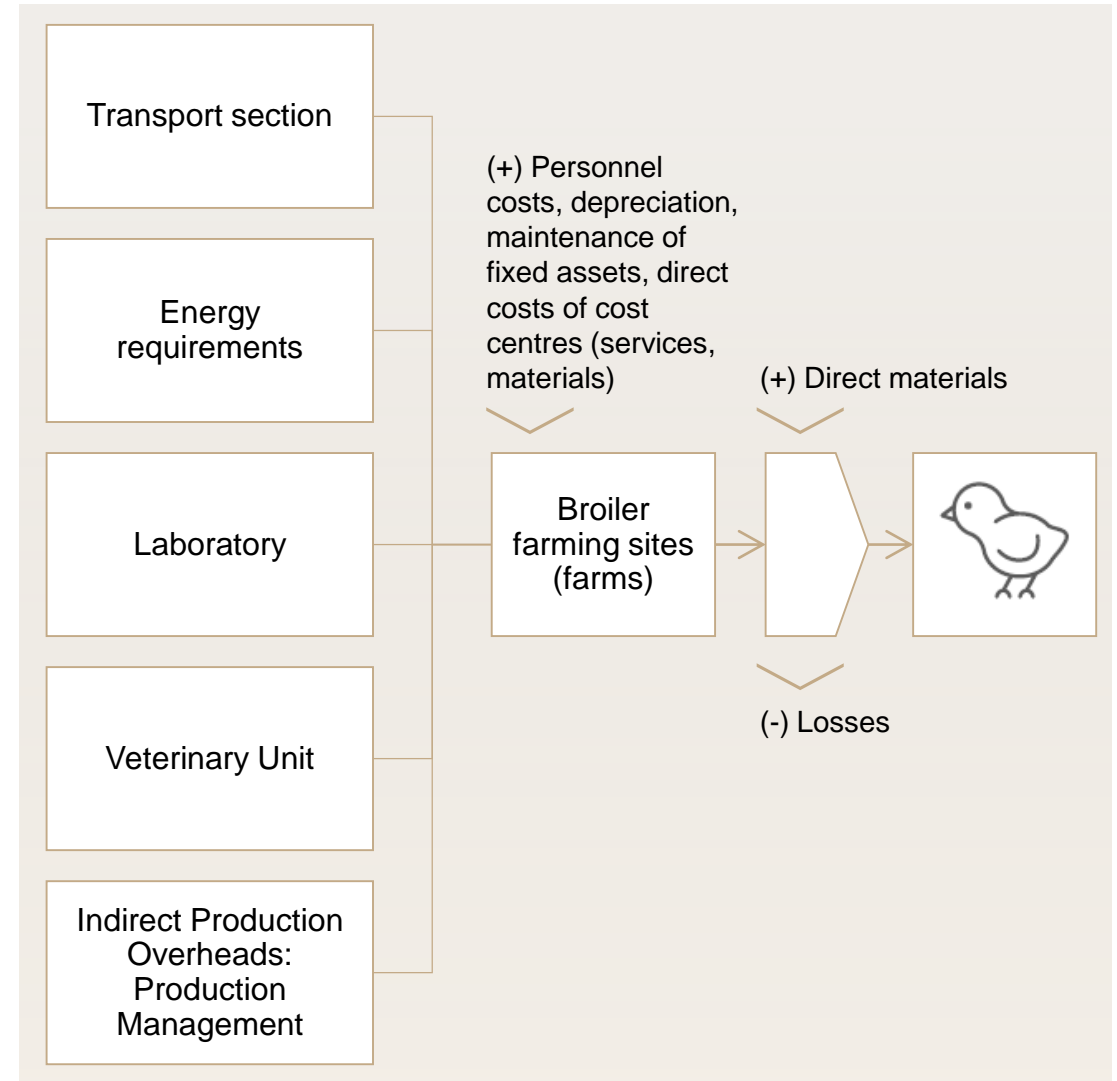 Transport section
Energy
requirements
Laboratory
Veterinary Unit
Indirect Production
Overheads:
Production
Management
(+) Personnel
costs, depreciation,
maintenance of
fixed assets, direct
costs of cost
centres (services,
materials)
Broiler
farming sites
(farms)
(+) Direct materials
(-) Losses